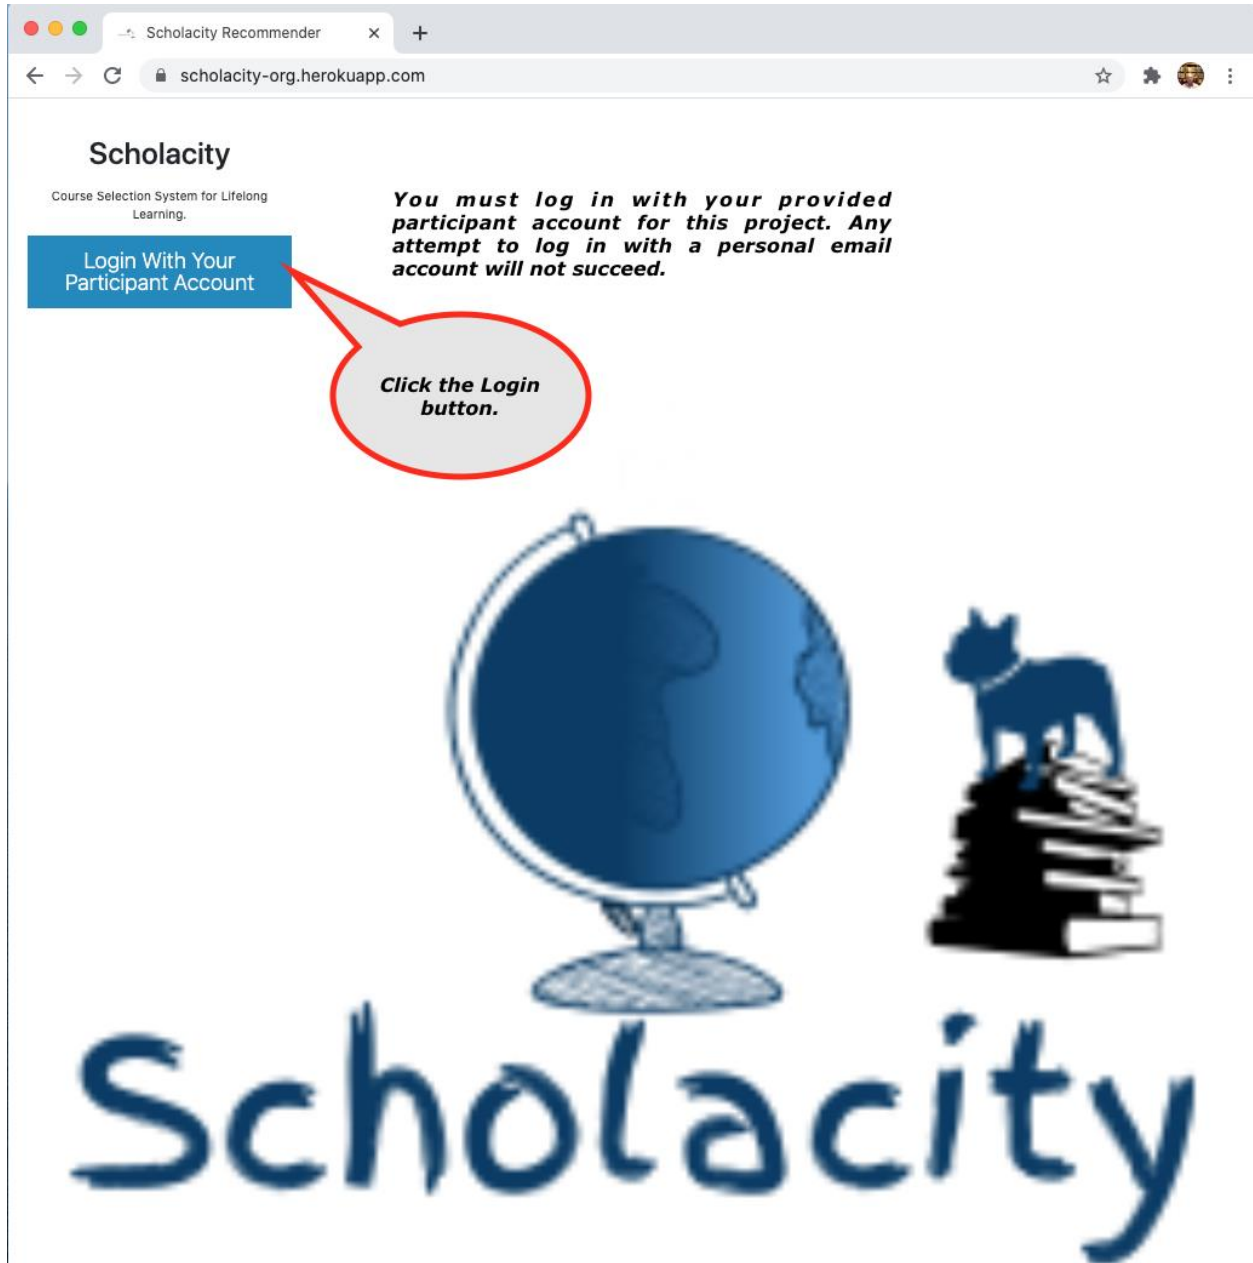 Scholacity Recommender
scholacity-org.herokuapp.com
Scholacity
Course Selection System for Lifelong
Learning.
Login With Your
Participant Account
You must log in with your provided
participant account for this project. Any
attempt to log in with a personal email
account will not succeed.
Click the Login
button.
Scholacity